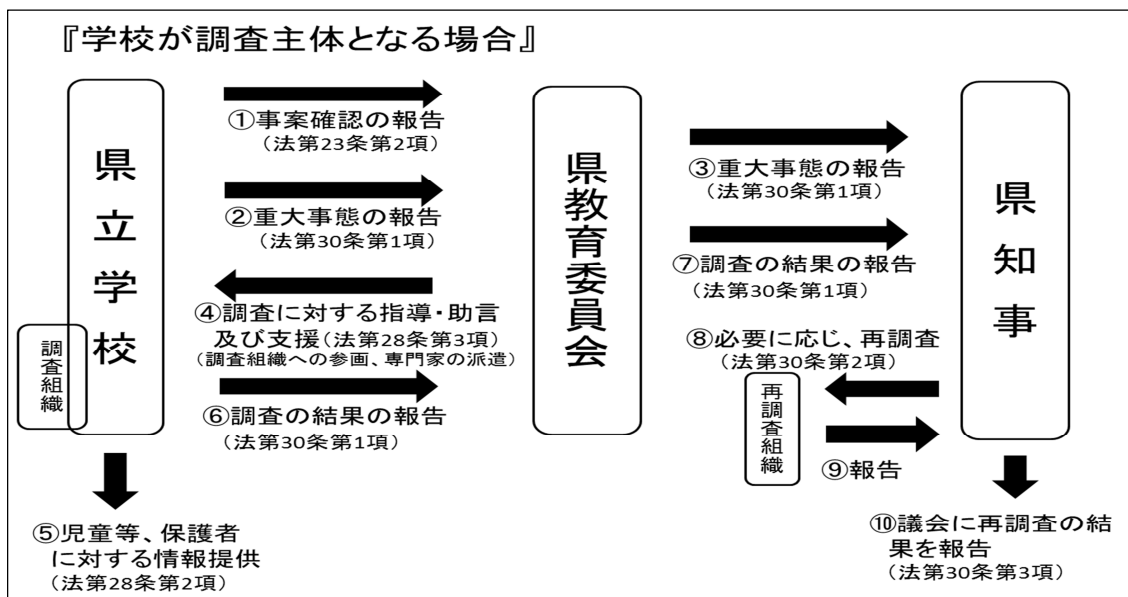 『学校が調査主体となる場合』
県立学校
調査組織
①事案確認の報告
(法第23条第2項)
②重大事態の報告
(法第30条第1項)
④調査に対する指導・助言
及び支援(法第28条第3項)
(調査組織への参画、専門家の派遣)
⑥調査の結果の報告
(法第30条第1項)
⑤児童等、保護者
に対する情報提供
(法第28条第2項)
県教育委員会
③重大事態の報告
(法第30条第1項)
⑦調査の結果の報告
(法第30条第1項)
⑧必要に応じ、再調査
(法第30条第2項)
再調査組織
⑨報告
県知事
⑩議会に再調査の結
果を報告
(法第30条第3項)